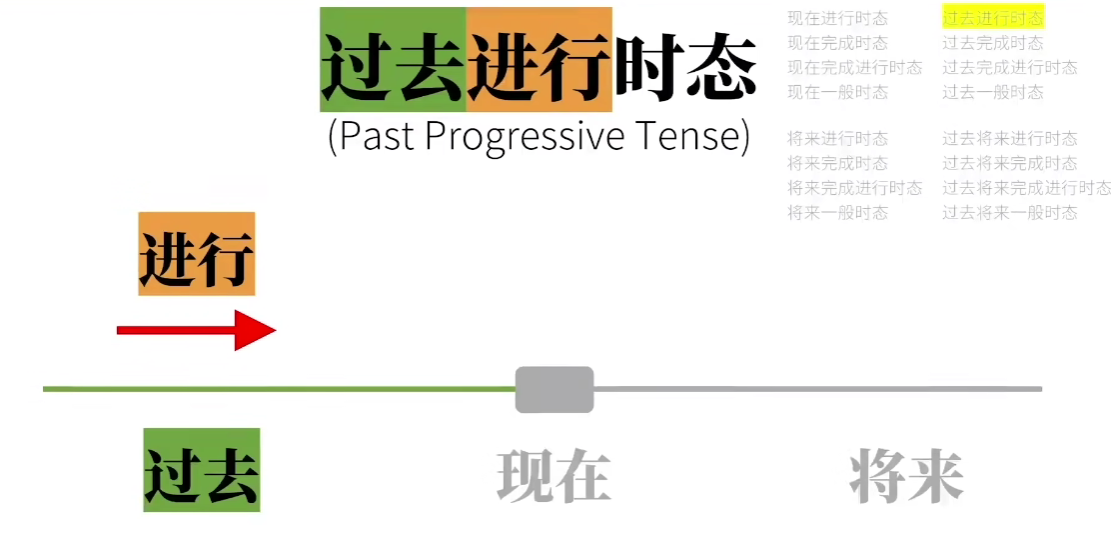 过去进行时态
(Past Progressive Tense)
现在进行时态
现在完成时态
现在完成进行时态
现在一般时态
过去进行时态
过去完成时态
过去完成进行时态
过去一般时态
将来进行时态
将来完成时态
将来完成进行时态
将来一般时态
过去将来进行时态
过去将来完成时态
过去将来完成进行时态
过去将来一般时态
进行
过去
现在
将来